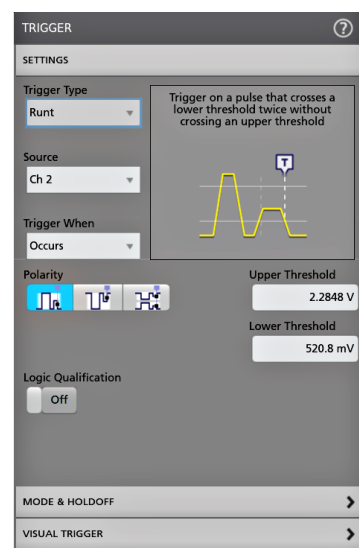 TRIGGER
?
SETTINGS
Trigger Type
Runt
Source
Ch 2
Trigger When
Occurs
Trigger on a pulse that crosses a
lower threshold twice without
crossing an upper threshold
T
Polarity
Upper Threshold
2.2848 V
Lower Threshold
520.8 mV
Logic Qualification
Off
MODE & HOLDOFF
VISUAL TRIGGER